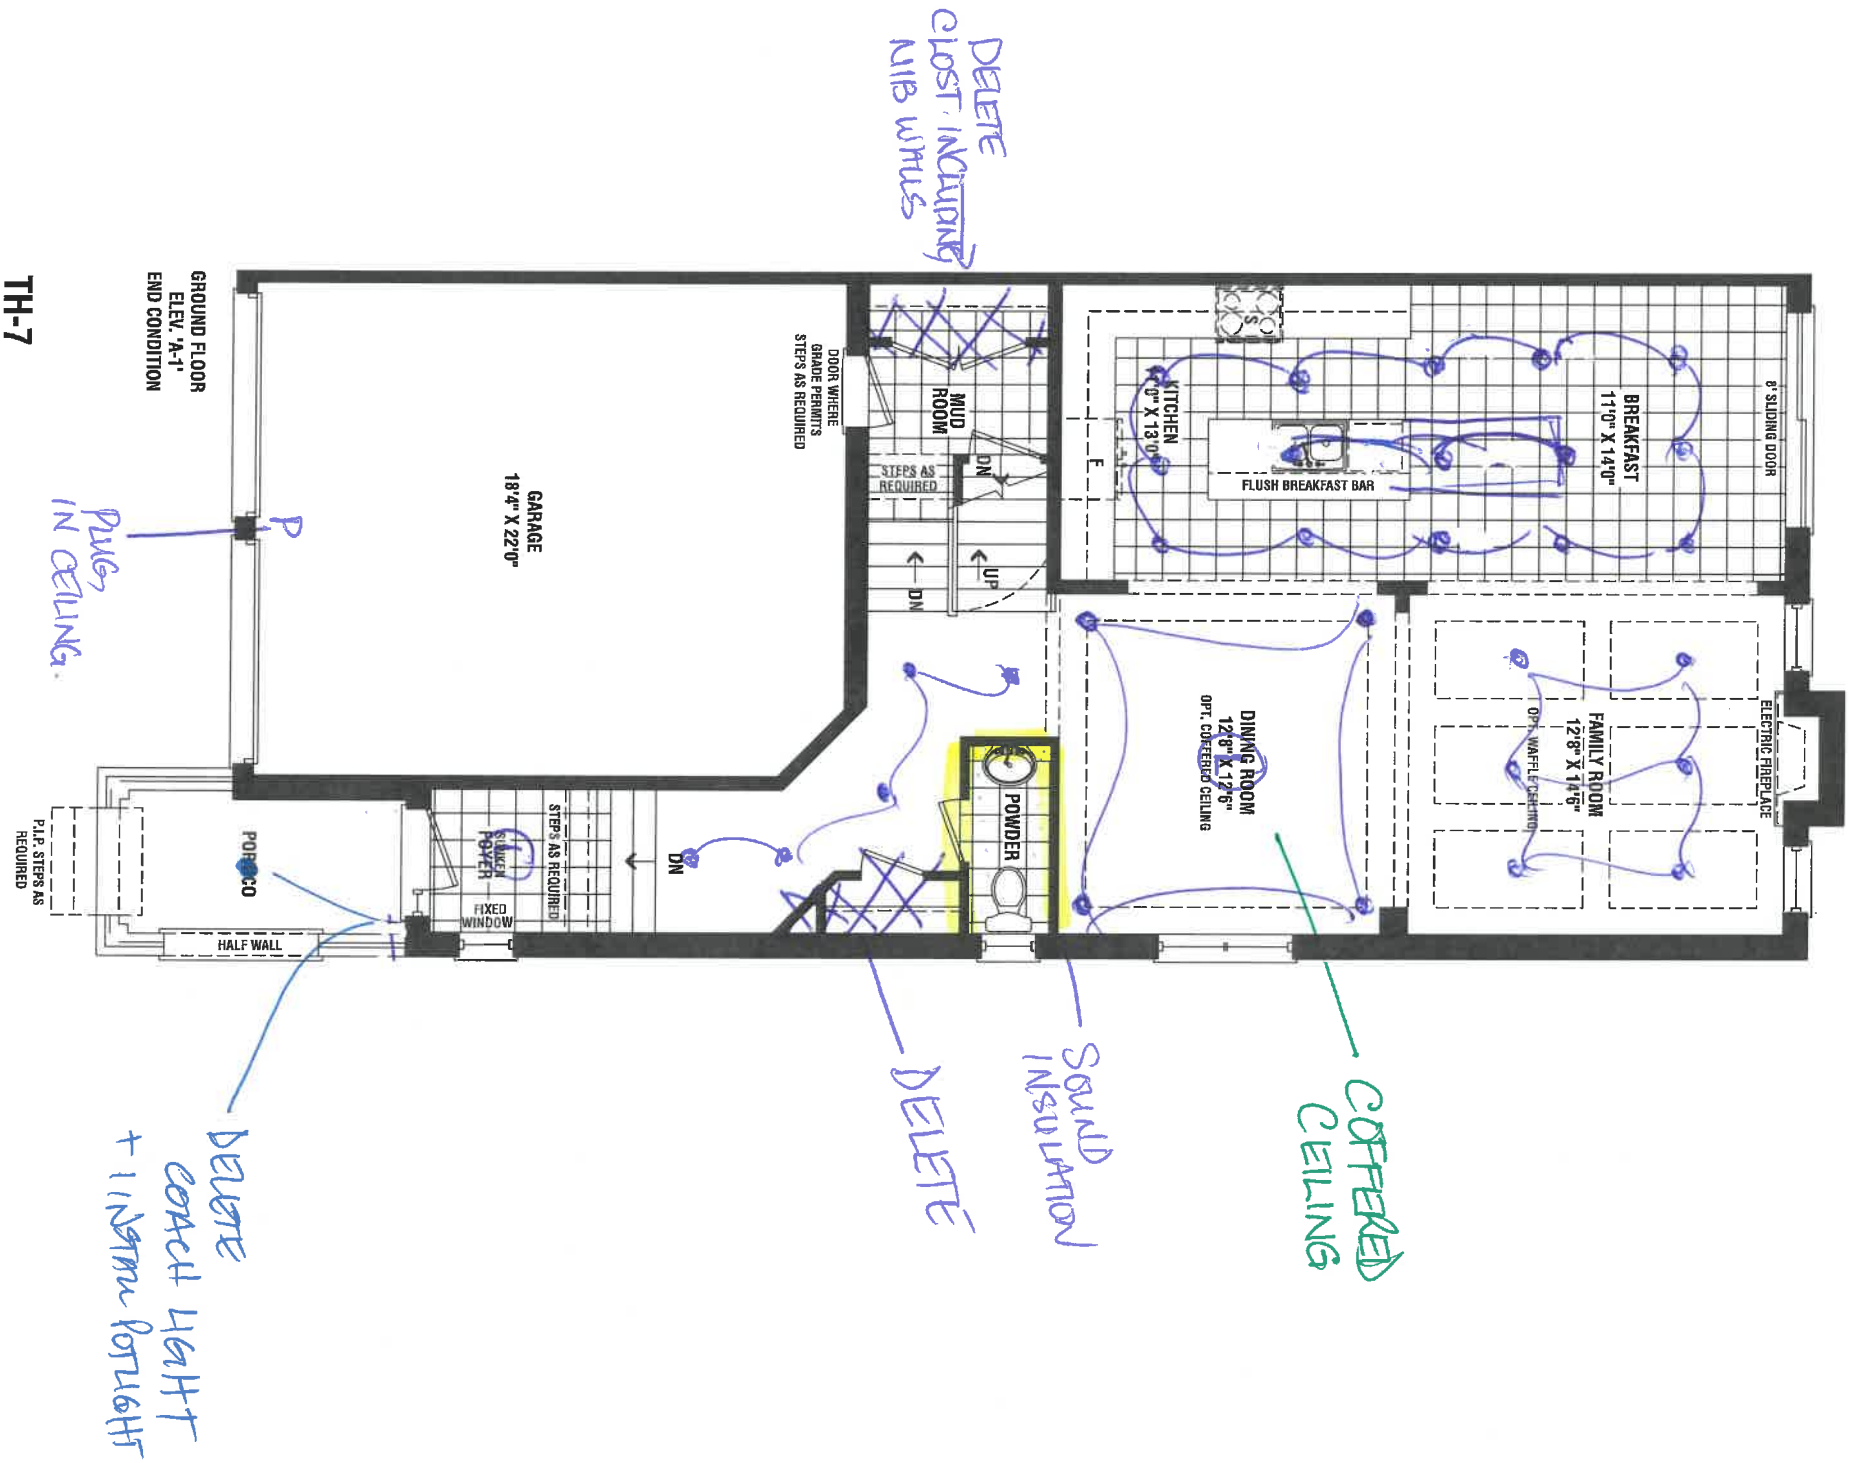 DELETE
CLOST. INCLUDING
NIB WALLS
8' SLIDING DOOR
BREAKFAST
11'0" X 14'0"
KITCHEN
X 13'0"
S
F
FLUSH BREAKFAST BAR
ELECTRIC FIREPLACE
FAMILY ROOM
12'8" X 14'6"
OPT. WAFFLE CEILING
DINING ROOM
12'8" X 12'6"
OPT. COFFERED CEILING
COFFERED
CEILING
MUD
ROOM
DOOR WHERE
GRADE PERMITS
STEPS AS REQUIRED
STEPS AS
REQUIRED
DN
UP
DN
POWDER
SOUND
INSULATION
DELETE
GARAGE
18'4" X 22'0"
DN
STEPS AS REQUIRED
SUNKEN
FOYER
FIXED
WINDOW
HALF WALL
P.I.P. STEPS AS
REQUIRED
P
PLUG
IN CEILING.
DELETE
COACH LIGHT
+ INSTALL POTLIGHT
GROUND FLOOR
ELEV. 'A-1'
END CONDITION
TH-7